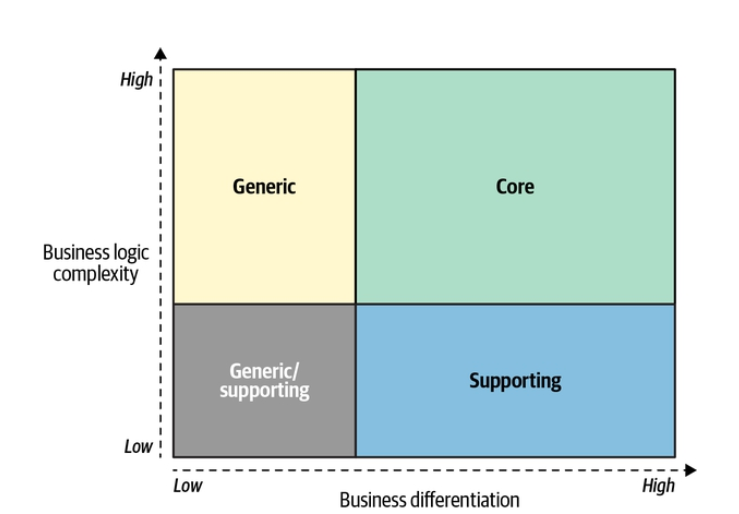 High
Generic
Core
Business logic
complexity
Generic/
supporting
Supporting
Low
Low
High
Business differentiation